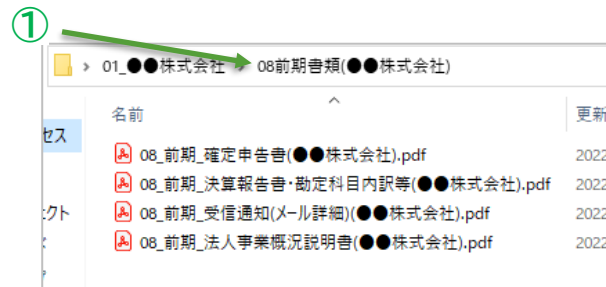 ①
> 01_●●株式会社 > 08前期書類(●●株式会社)
名前
更新
セス
08_前期_確定申告書(●●株式会社).pdf
2022
08_前期_決算報告書・勘定科目内訳等(●●株式会社).pdf
2022
ェクト
08_前期_受信通知(メール詳細)(●●株式会社).pdf
2022
08_前期_法人事業概況説明書(●●株式会社).pdf
2022